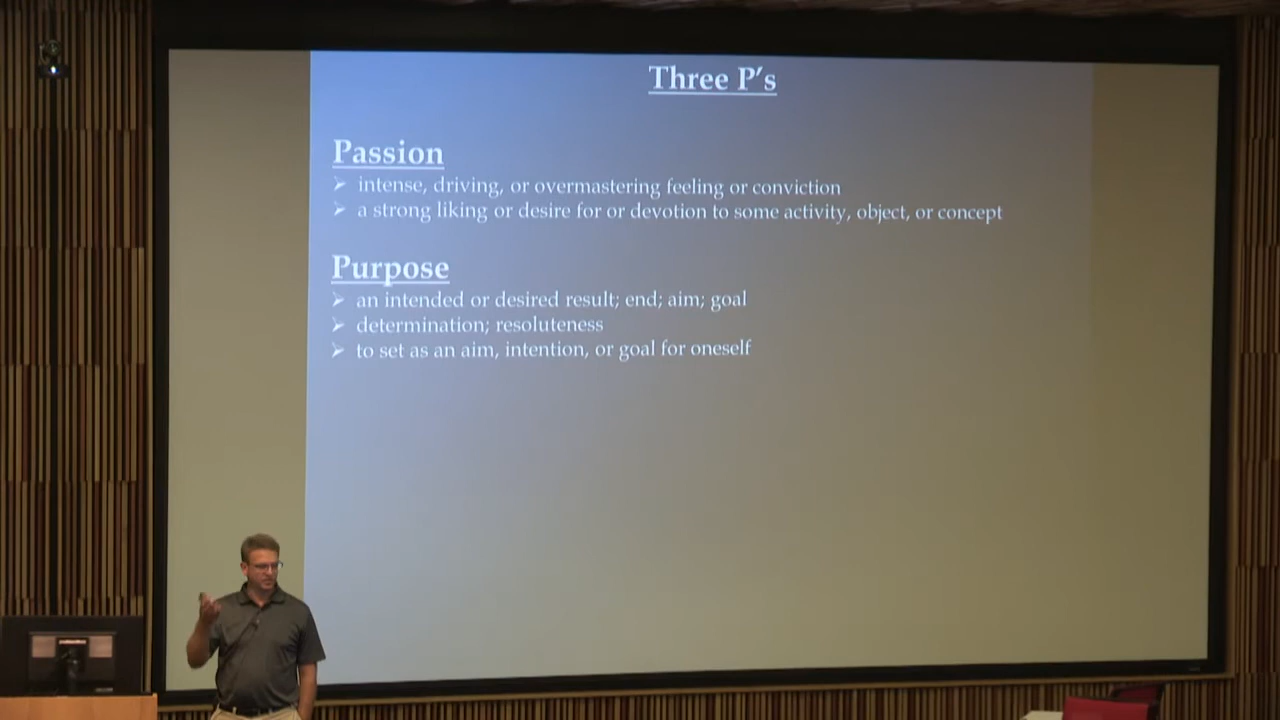 Three P's
Passion
➢ intense, driving, or overmastering feeling or conviction
➢ a strong liking or desire for or devotion to some activity, object, or concept
Purpose
➢ an intended or desired result; end; aim; goal
➢ determination; resoluteness
➢ to set as an aim, intention, or goal for oneself